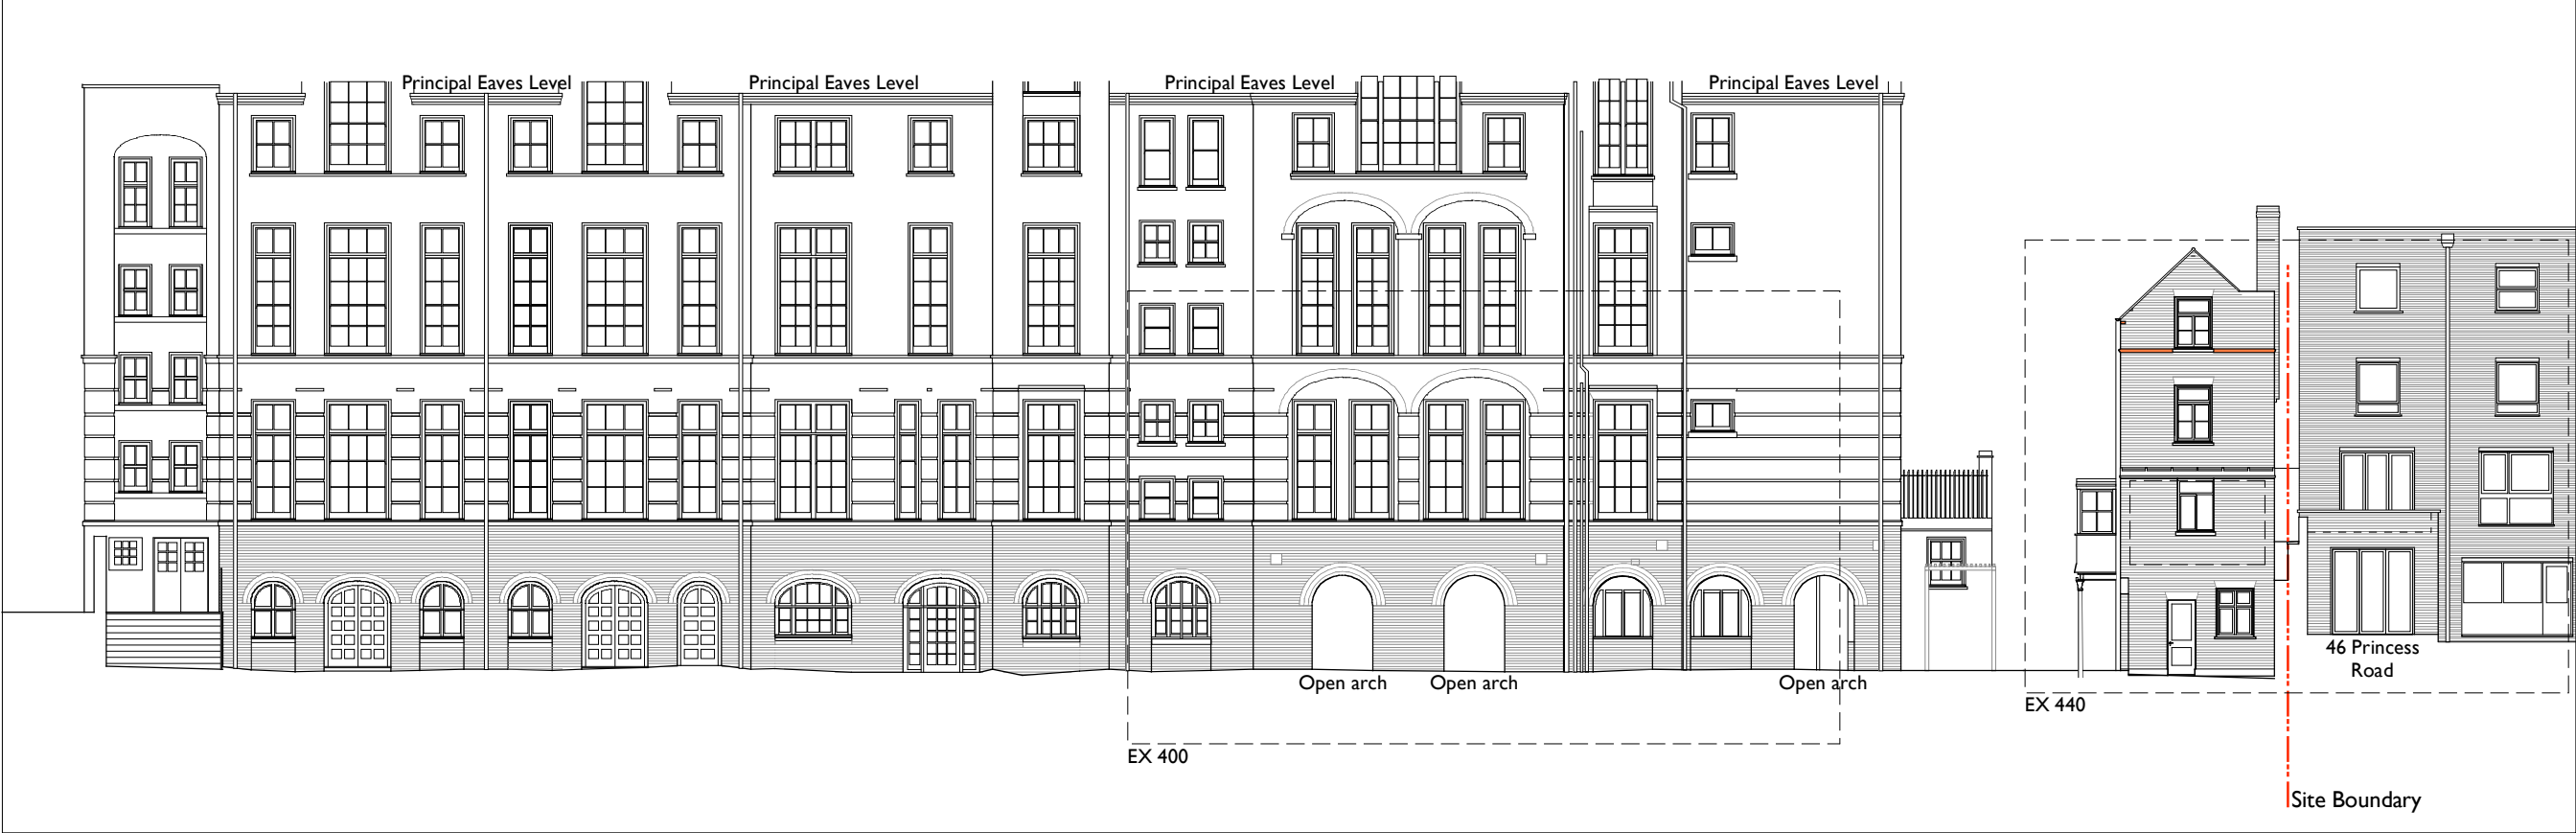 Principal Eaves Level
Principal Eaves Level
Principal Eaves Level
Principal Eaves Level
46 Princess
Road
Open arch
Open arch
Open arch
EX 440
EX 400
Site Boundary